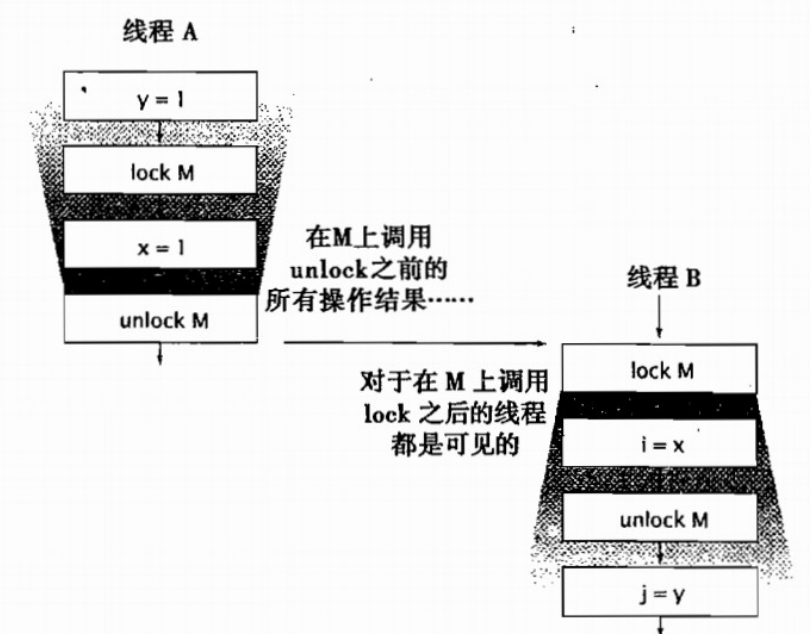 线程 A
y = 1
lock M
x = 1
unlock M
在M上调用
unlock之前的
所有操作结果……
线程 B
lock M
对于在 M 上调用
lock 之后的线程
都是可见的
i = x
unlock M
j = y